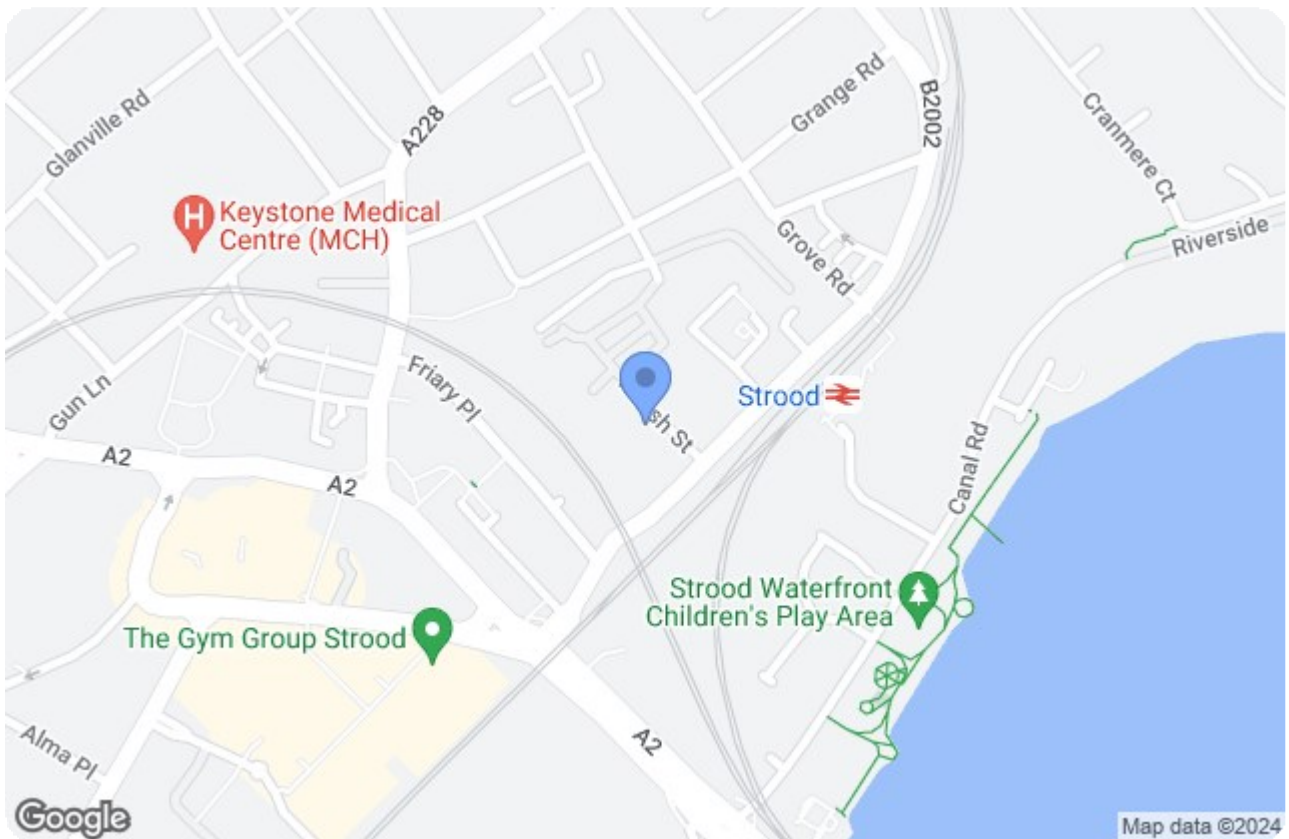 Glanville Rd
A228
Grange Rd
B2002
Cranmere Ct
Riverside
Keystone Medical
Centre (MCH)
Grove Rd
Gun Ln
Friary Pl
St
Strood
Canal Rd
A2
A2
Strood Waterfront
Children's Play Area
The Gym Group Strood
A2
Alma Pl
Google
Map data ©2024